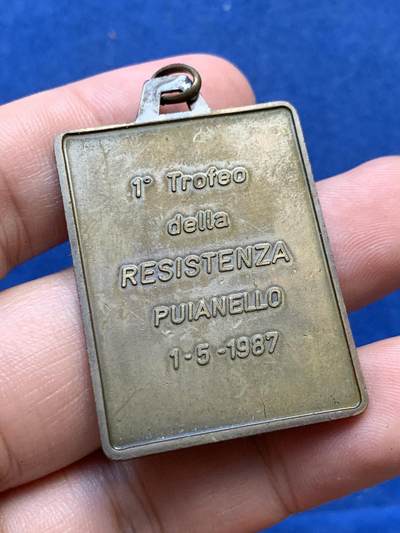 1° Trofeo
della
RESISTENZA
PUIANELLO
1-5-1987